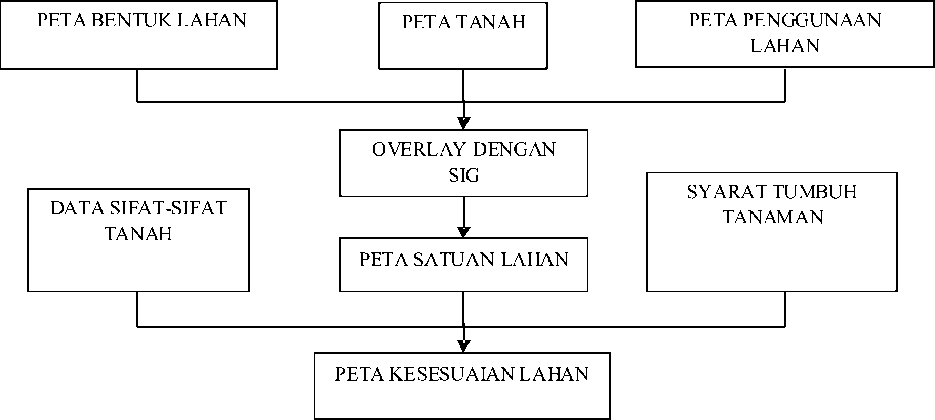 PETA BENTUK LAHAN
PETA TANAH
PETA PENGGUNAAN
LAHAN
OVERLAY DENGAN
SIG
DATA SIFAT-SIFAT
TANAH
SYARAT TUMBUH
TANAMAN
PETA SATUAN LAHAN
PETA KESESUAIAN LAHAN